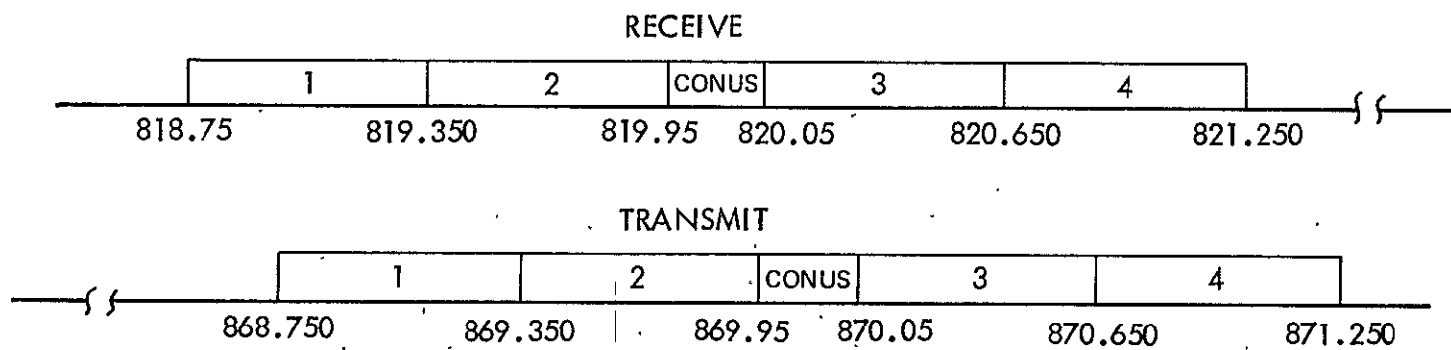 RECEIVE
1 2 CONUS 3 4
818.75 819.350 819.95 820.05 820.650 821.250
TRANSMIT
1 2 CONUS 3 4
868.750 869.350 869.95 870.05 870.650 871.250